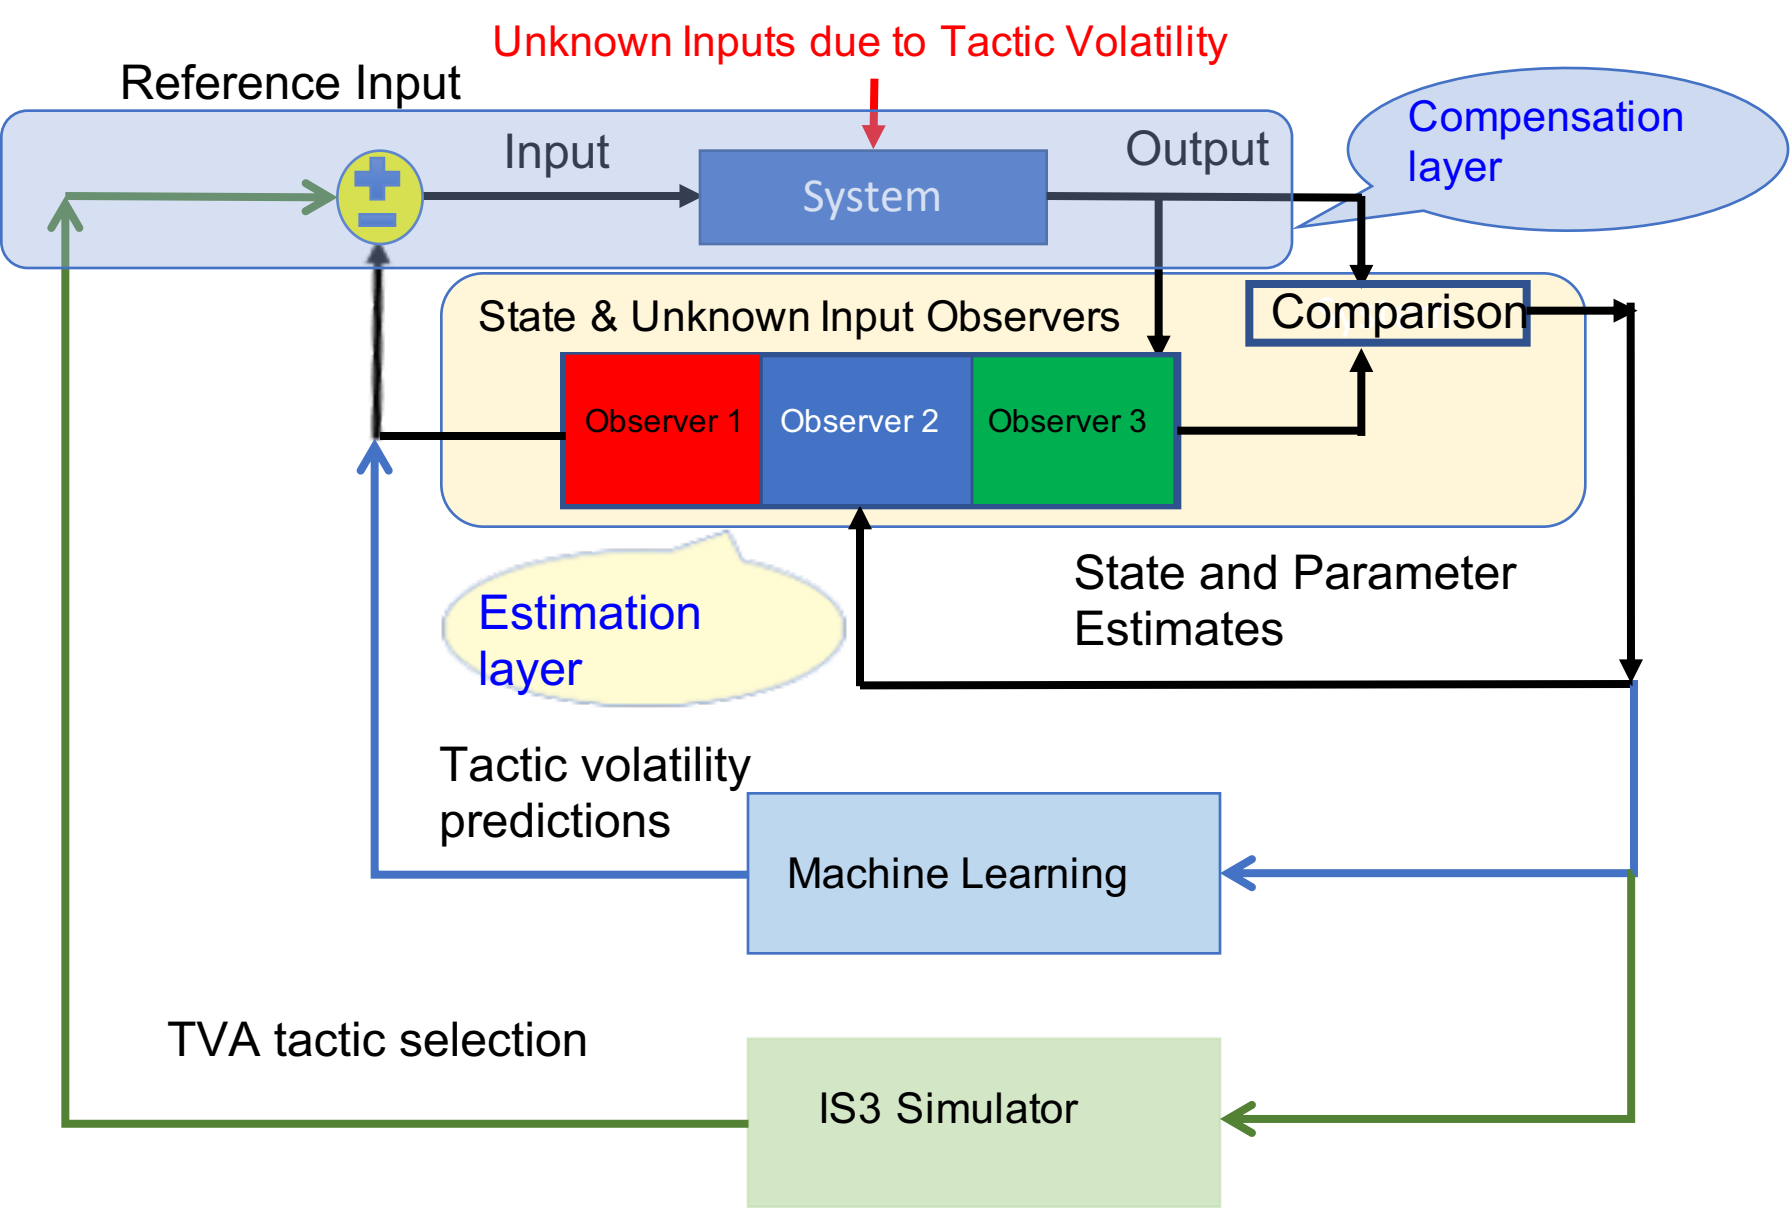 Unknown Inputs due to Tactic Volatility
Reference Input
Compensation
layer
Input
Output
System
State & Unknown Input Observers
Comparison
Observer 1
Observer 2
Observer 3
State and Parameter
Estimates
Estimation
layer
Tactic volatility
predictions
Machine Learning
TVA tactic selection
IS3 Simulator